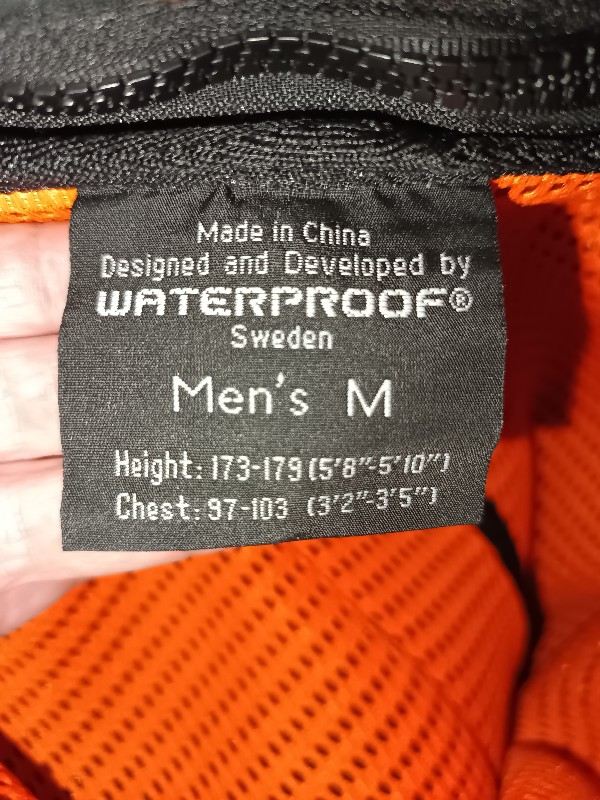 Made in China
Designed and Developed by
WATERPROOF®
Sweden
Men's M
Height: 173-179 (5'8"-5'10")
Chest: 97-103 (3'2"-3'5")